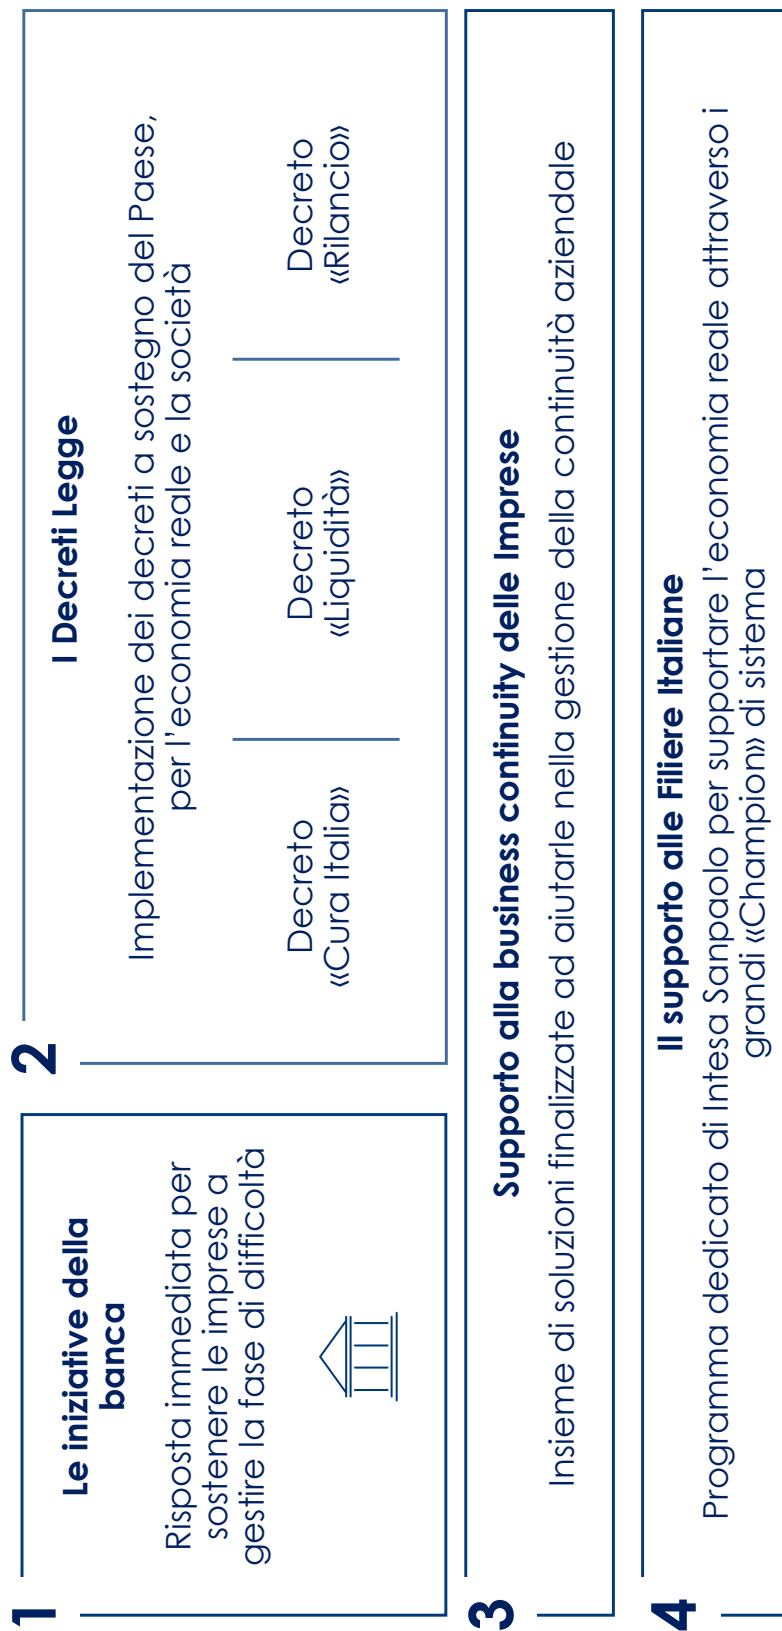 1
Le iniziative della
banca
Risposta immediata per
sostenere le imprese a
gestire la fase di difficoltà
2
I Decreti Legge
Implementazione dei decreti a sostegno del Paese,
per l'economia reale e la società
Decreto
«Cura Italia»
Decreto
«Liquidità»
Decreto
«Rilancio»
3
Supporto alla business continuity delle Imprese
Insieme di soluzioni finalizzate ad aiutarle nella gestione della continuità aziendale
4
Il supporto alle Filiere Italiane
Programma dedicato di Intesa Sanpaolo per supportare l'economia reale attraverso i
grandi «Champion» di sistema